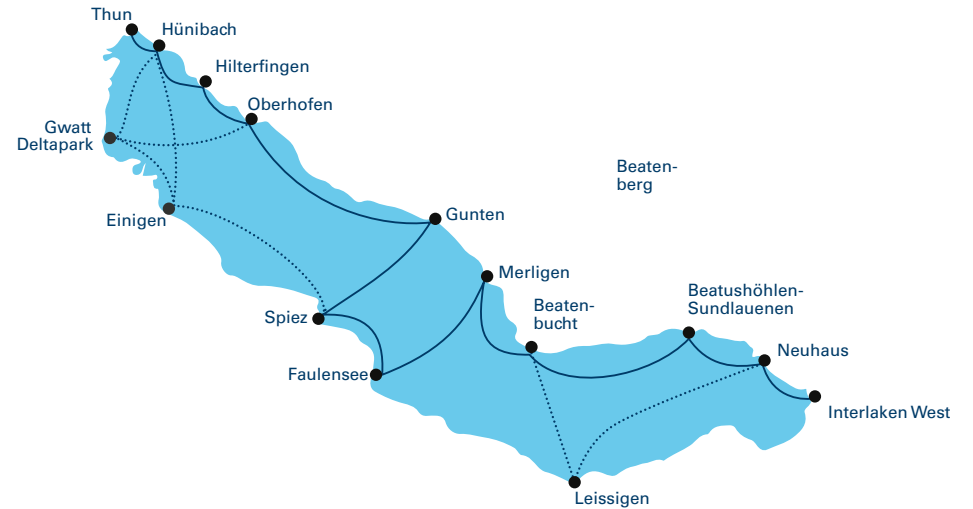 Thun
Hünibach
Hilterfingen
Oberhofen
Gwatt
Deltapark
Beaten-
berg
Einigen
Gunten
Merligen
Beatushöhlen-
Sundlauenen
Beaten-
bucht
Spiez
Neuhaus
Faulensee
Interlaken West
Leissigen